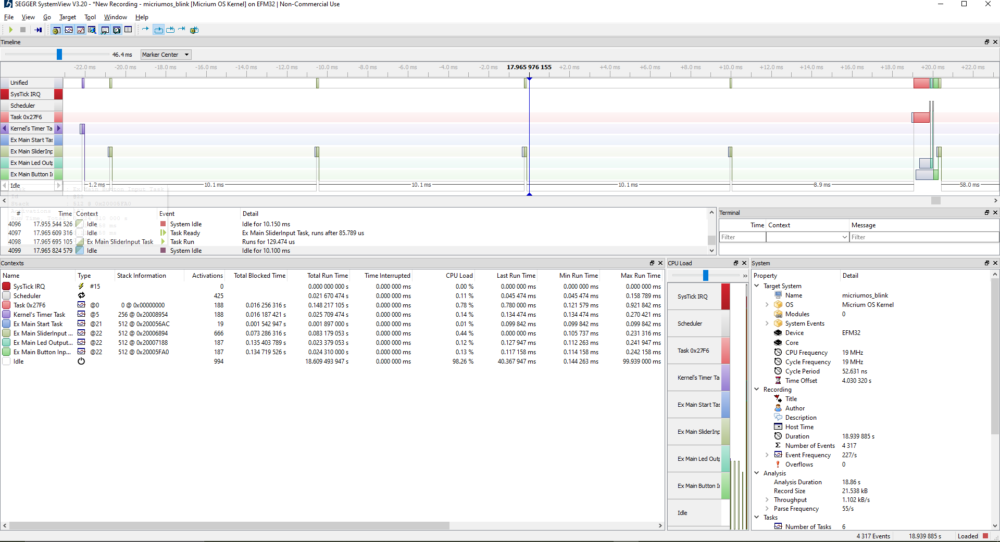 SEGGER SystemView V3.20 - *New Recording - micriumos_blink [Micrium OS Kernel] on EFM32 | Non-Commercial Use
File View Go Target Tool Window Help
Timeline
46.4 ms Marker Center
-22.0 ms -20.0 ms -18.0 ms -16.0 ms -14.0 ms -12.0 ms -10.0 ms -8.0 ms -6.0 ms -4.0 ms -2.0 ms 17.965 976 155 +2.0 ms +4.0 ms +6.0 ms +8.0 ms +10.0 ms +12.0 ms +14.0 ms +16.0 ms +18.0 ms +20.0 ms +22.0 ms
Unified
SysTick IRQ
Scheduler
Task 0x27F6
Kernel's Timer Ta
Ex Main Start Tas
Ex Main SliderInp
Ex Main Led Outp
Ex Main Button I
Idle 1.2 ms 10.1 ms 10.1 ms 10.1 ms 8.9 ms 58.0 ms
Task : Ex Main Button Input Task
Id : @22
Stack : 512 @ 0x20005FA0
# Time Context Event Detail
4096 17.955 544 526 Idle System Idle Idle for 10.150 ms
4097 17.965 609 316 Idle Task Ready Ex Main SliderInput Task, runs after 85.789 us
4098 17.965 695 105 Ex Main SliderInput Task Task Run Runs for 129.474 us
4099 17.965 824 579 Idle System Idle Idle for 10.100 ms
Terminal
Time Context Message
Filter Filter
Contexts
Name Type Stack Information Activations Total Blocked Time Total Run Time Time Interrupted CPU Load Last Run Time Min Run Time Max Run Time
SysTick IRQ #15 0 0.000 000 000 s 0.000 000 ms 0.00 % 0.000 000 ms 0.000 000 ms 0.000 000 ms
Scheduler 425 0.021 670 474 s 0.000 000 ms 0.11 % 0.045 474 ms 0.045 474 ms 0.158 789 ms
Task 0x27F6 @0 0 @ 0x00000000 188 0.016 256 316 s 0.148 217 105 s 0.000 000 ms 0.78 % 0.780 000 ms 0.121 579 ms 0.921 842 ms
Kernel's Timer Task @5 256 @ 0x20008954 188 0.016 187 421 s 0.025 709 474 s 0.000 000 ms 0.14 % 0.134 474 ms 0.134 474 ms 0.270 421 ms
Ex Main Start Task @21 512 @ 0x200056AC 19 0.001 542 947 s 0.001 897 000 s 0.000 000 ms 0.01 % 0.099 842 ms 0.099 842 ms 0.099 842 ms
Ex Main SliderInput ... @22 512 @ 0x20006894 666 0.073 286 316 s 0.083 179 053 s 0.000 000 ms 0.44 % 0.000 000 ms 0.105 737 ms 0.231 316 ms
Ex Main Led Output... @22 512 @ 0x20007188 187 0.135 403 789 s 0.023 379 053 s 0.000 000 ms 0.12 % 0.127 947 ms 0.112 263 ms 0.241 947 ms
Ex Main Button Inp... @22 512 @ 0x20005FA0 187 0.134 719 526 s 0.024 310 000 s 0.000 000 ms 0.13 % 0.117 158 ms 0.114 158 ms 0.242 158 ms
Idle 994 18.609 493 947 s 0.000 000 ms 98.26 % 40.367 947 ms 0.144 263 ms 99.939 000 ms
CPU Load
»
SysTick IRQ
Scheduler
Task 0x27F6
Kernel's Timer Ta
Ex Main Start Tas
Ex Main SliderInp
Ex Main Led Outp
Ex Main Button I
Idle
System
Property Detail
Target System
Name micriumos_blink
OS Micrium OS Kernel
Modules 0
System Events
Device EFM32
Core
CPU Frequency 19 MHz
Cycle Frequency 19 MHz
Cycle Period 52.631 ns
Time Offset 4.030 320 s
Recording
Title
Author
Description
Host Time
Duration 18.939 885 s
Number of Events 4 317
Event Frequency 227/s
Overflows 0
Analysis
Analysis Duration 18.86 s
Record Size 21.538 kB
Throughput 1.102 kB/s
Parse Frequency 55/s
Tasks
Number of Tasks 6
4 317 Events 18.939 885 s Loaded